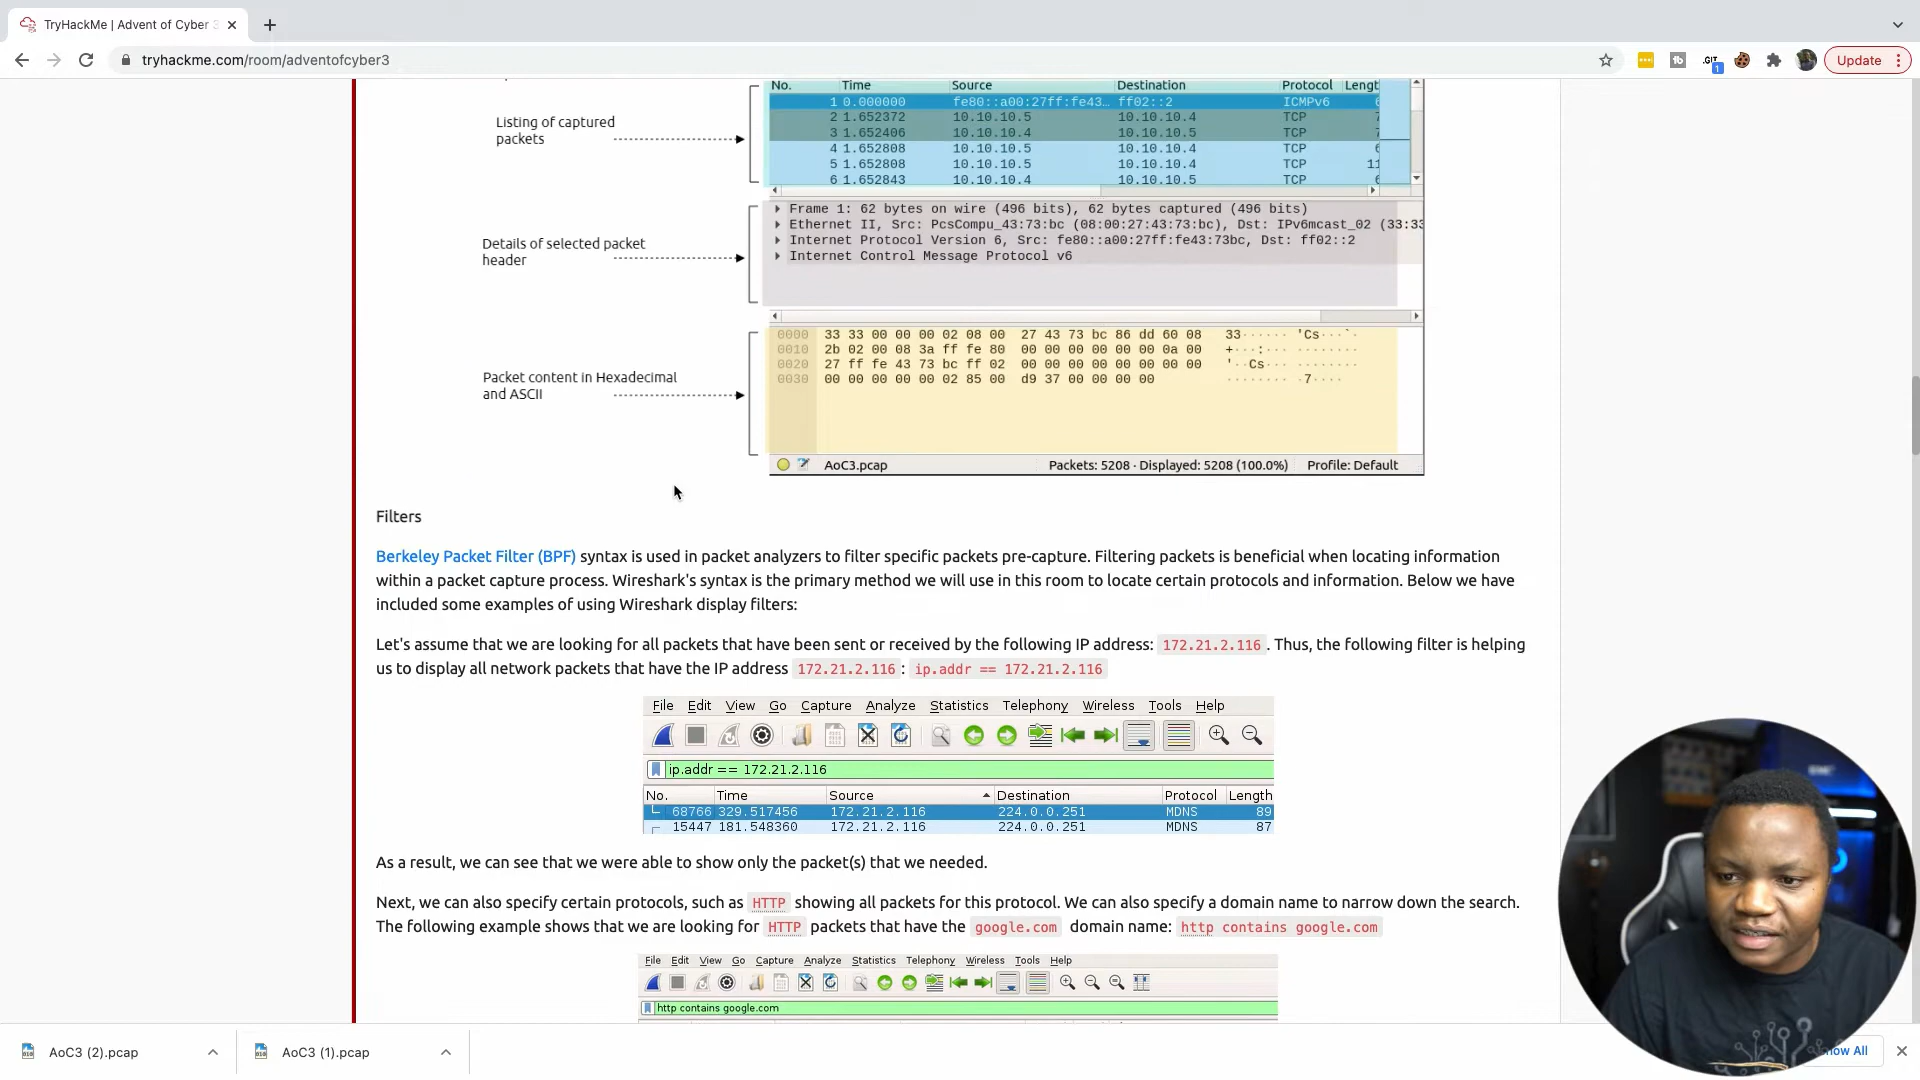 TryHackMe | Advent of Cyber 3
tryhackme.com/room/adventofcyber3
Update
No. Time Source Destination Protocol Lengt
1 0.000000 fe80::a00:27ff:fe43… ff02::2 ICMPv6
2 1.652372 10.10.10.5 10.10.10.4 TCP
3 1.652406 10.10.10.4 10.10.10.5 TCP
4 1.652808 10.10.10.5 10.10.10.4 TCP
5 1.652808 10.10.10.5 10.10.10.4 TCP 11
6 1.652843 10.10.10.4 10.10.10.5 TCP
Listing of captured
packets
Frame 1: 62 bytes on wire (496 bits), 62 bytes captured (496 bits)
Ethernet II, Src: PcsCompu_43:73:bc (08:00:27:43:73:bc), Dst: IPv6mcast_02 (33:33
Internet Protocol Version 6, Src: fe80::a00:27ff:fe43:73bc, Dst: ff02::2
Internet Control Message Protocol v6
Details of selected packet
header
0000 33 33 00 00 00 02 08 00 27 43 73 bc 86 dd 60 08 33······ 'Cs···`·
0010 2b 02 00 08 3a ff fe 80 00 00 00 00 00 00 0a 00 +···:··· ········
0020 27 ff fe 43 73 bc ff 02 00 00 00 00 00 00 00 00 '··Cs··· ········
0030 00 00 00 00 00 02 85 00 d9 37 00 00 00 00 ········ ·7····
Packet content in Hexadecimal
and ASCII
AoC3.pcap Packets: 5208 · Displayed: 5208 (100.0%) Profile: Default
Filters
Berkeley Packet Filter (BPF) syntax is used in packet analyzers to filter specific packets pre-capture. Filtering packets is beneficial when locating information
within a packet capture process. Wireshark's syntax is the primary method we will use in this room to locate certain protocols and information. Below we have
included some examples of using Wireshark display filters:
Let's assume that we are looking for all packets that have been sent or received by the following IP address: 172.21.2.116. Thus, the following filter is helping
us to display all network packets that have the IP address 172.21.2.116: ip.addr == 172.21.2.116
File Edit View Go Capture Analyze Statistics Telephony Wireless Tools Help
ip.addr == 172.21.2.116
No. Time Source Destination Protocol Length
68766 329.517456 172.21.2.116 224.0.0.251 MDNS 89
15447 181.548360 172.21.2.116 224.0.0.251 MDNS 87
As a result, we can see that we were able to show only the packet(s) that we needed.
Next, we can also specify certain protocols, such as HTTP showing all packets for this protocol. We can also specify a domain name to narrow down the search.
The following example shows that we are looking for HTTP packets that have the google.com domain name: http contains google.com
File Edit View Go Capture Analyze Statistics Telephony Wireless Tools Help
http contains google.com
AoC3 (2).pcap
AoC3 (1).pcap
All